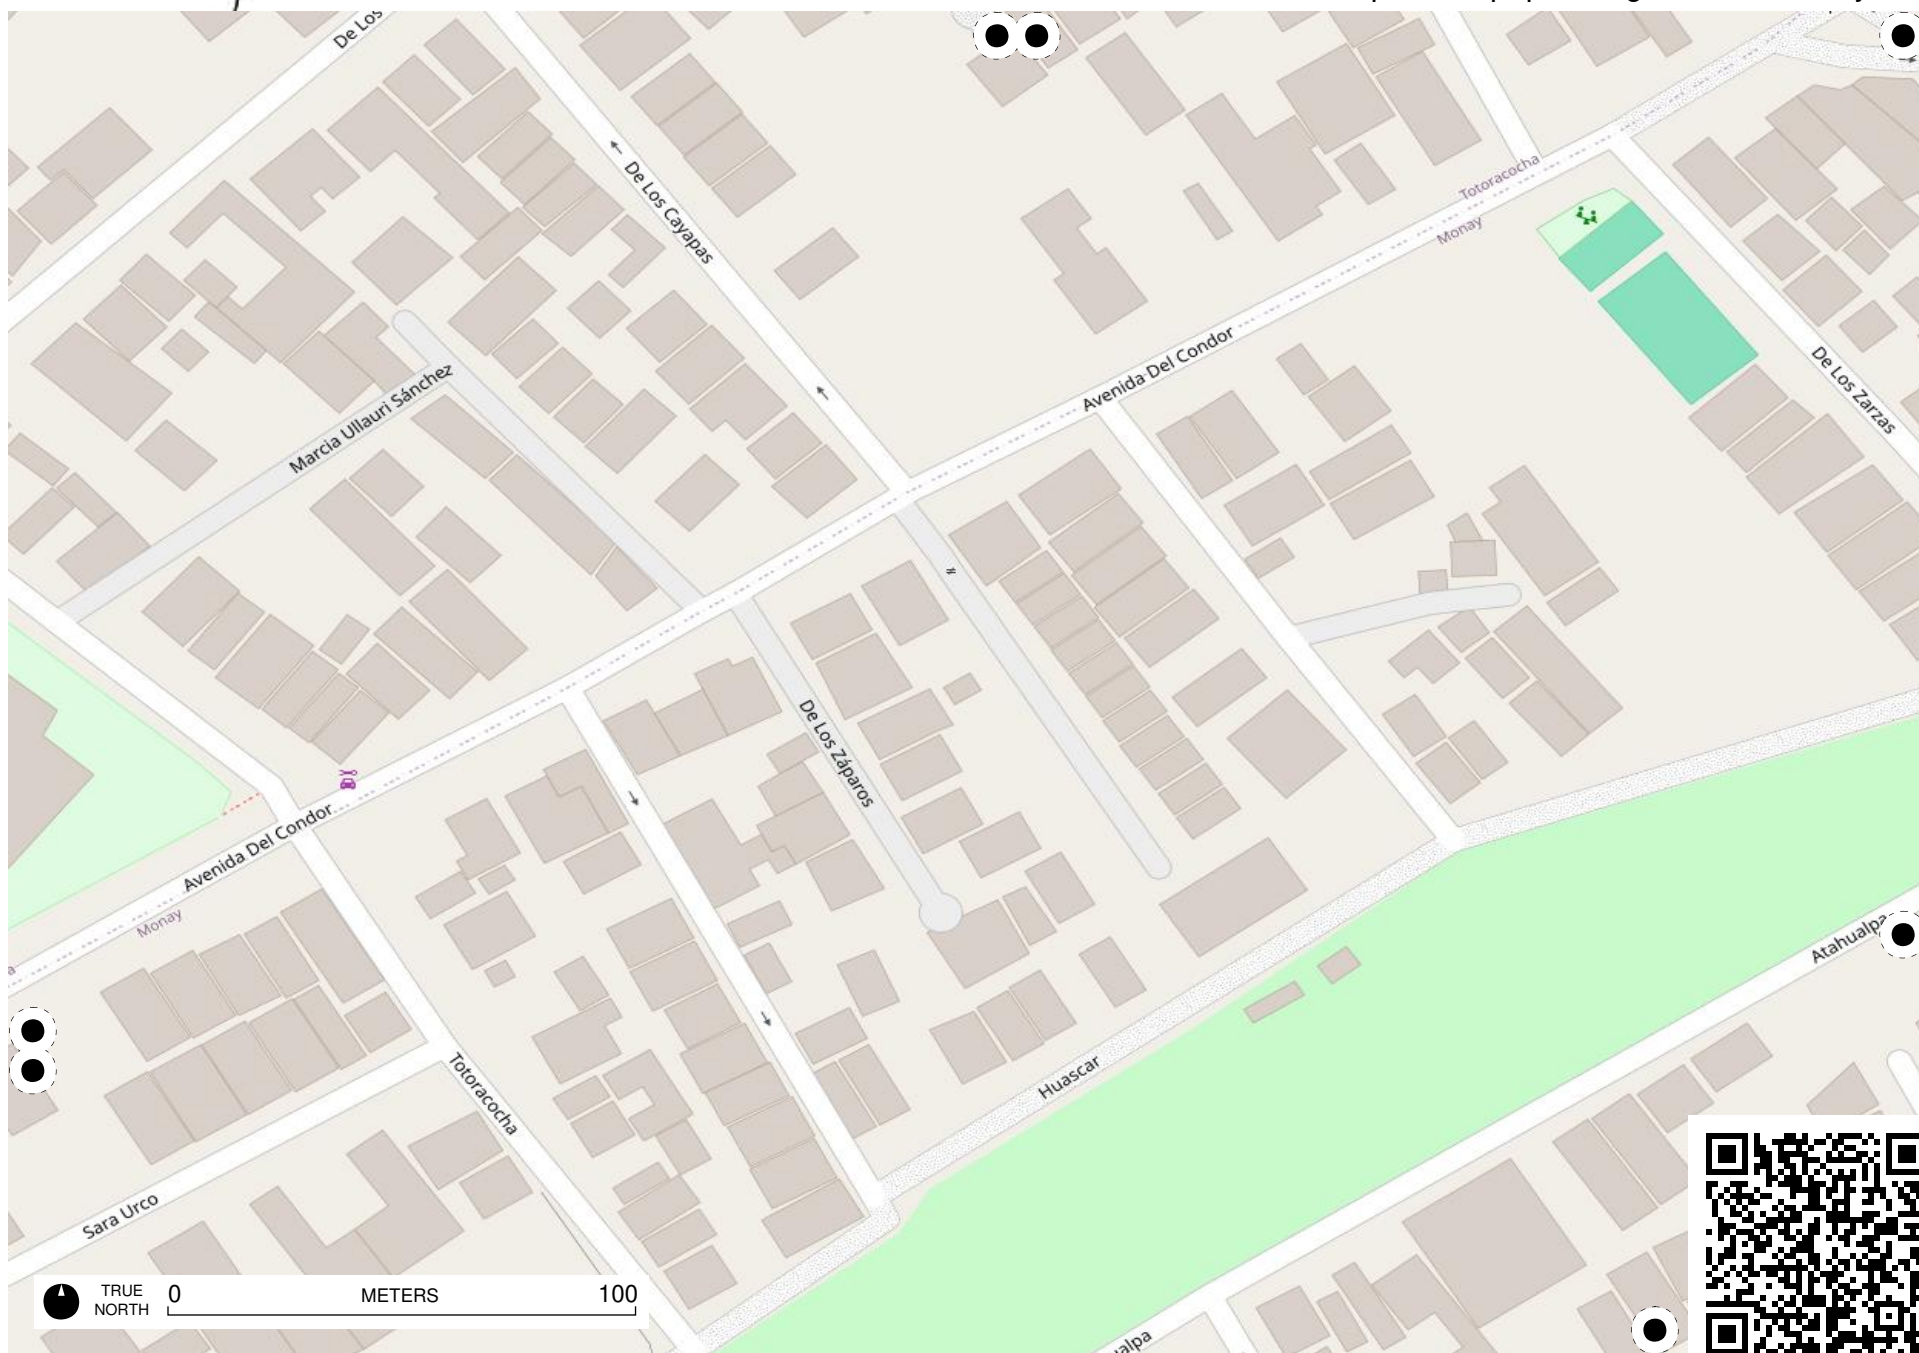 De Los
De Los Cayapas
Totoracocha
Monay
Avenida Del Condor
De Los Zarzas
Marcia Ullauri Sánchez
De Los Záparos
Avenida Del Condor
Monay
Atahualpa
Huascar
Totoracocha
Sara Urco
TRUE
NORTH
0 METERS 100
ualpa